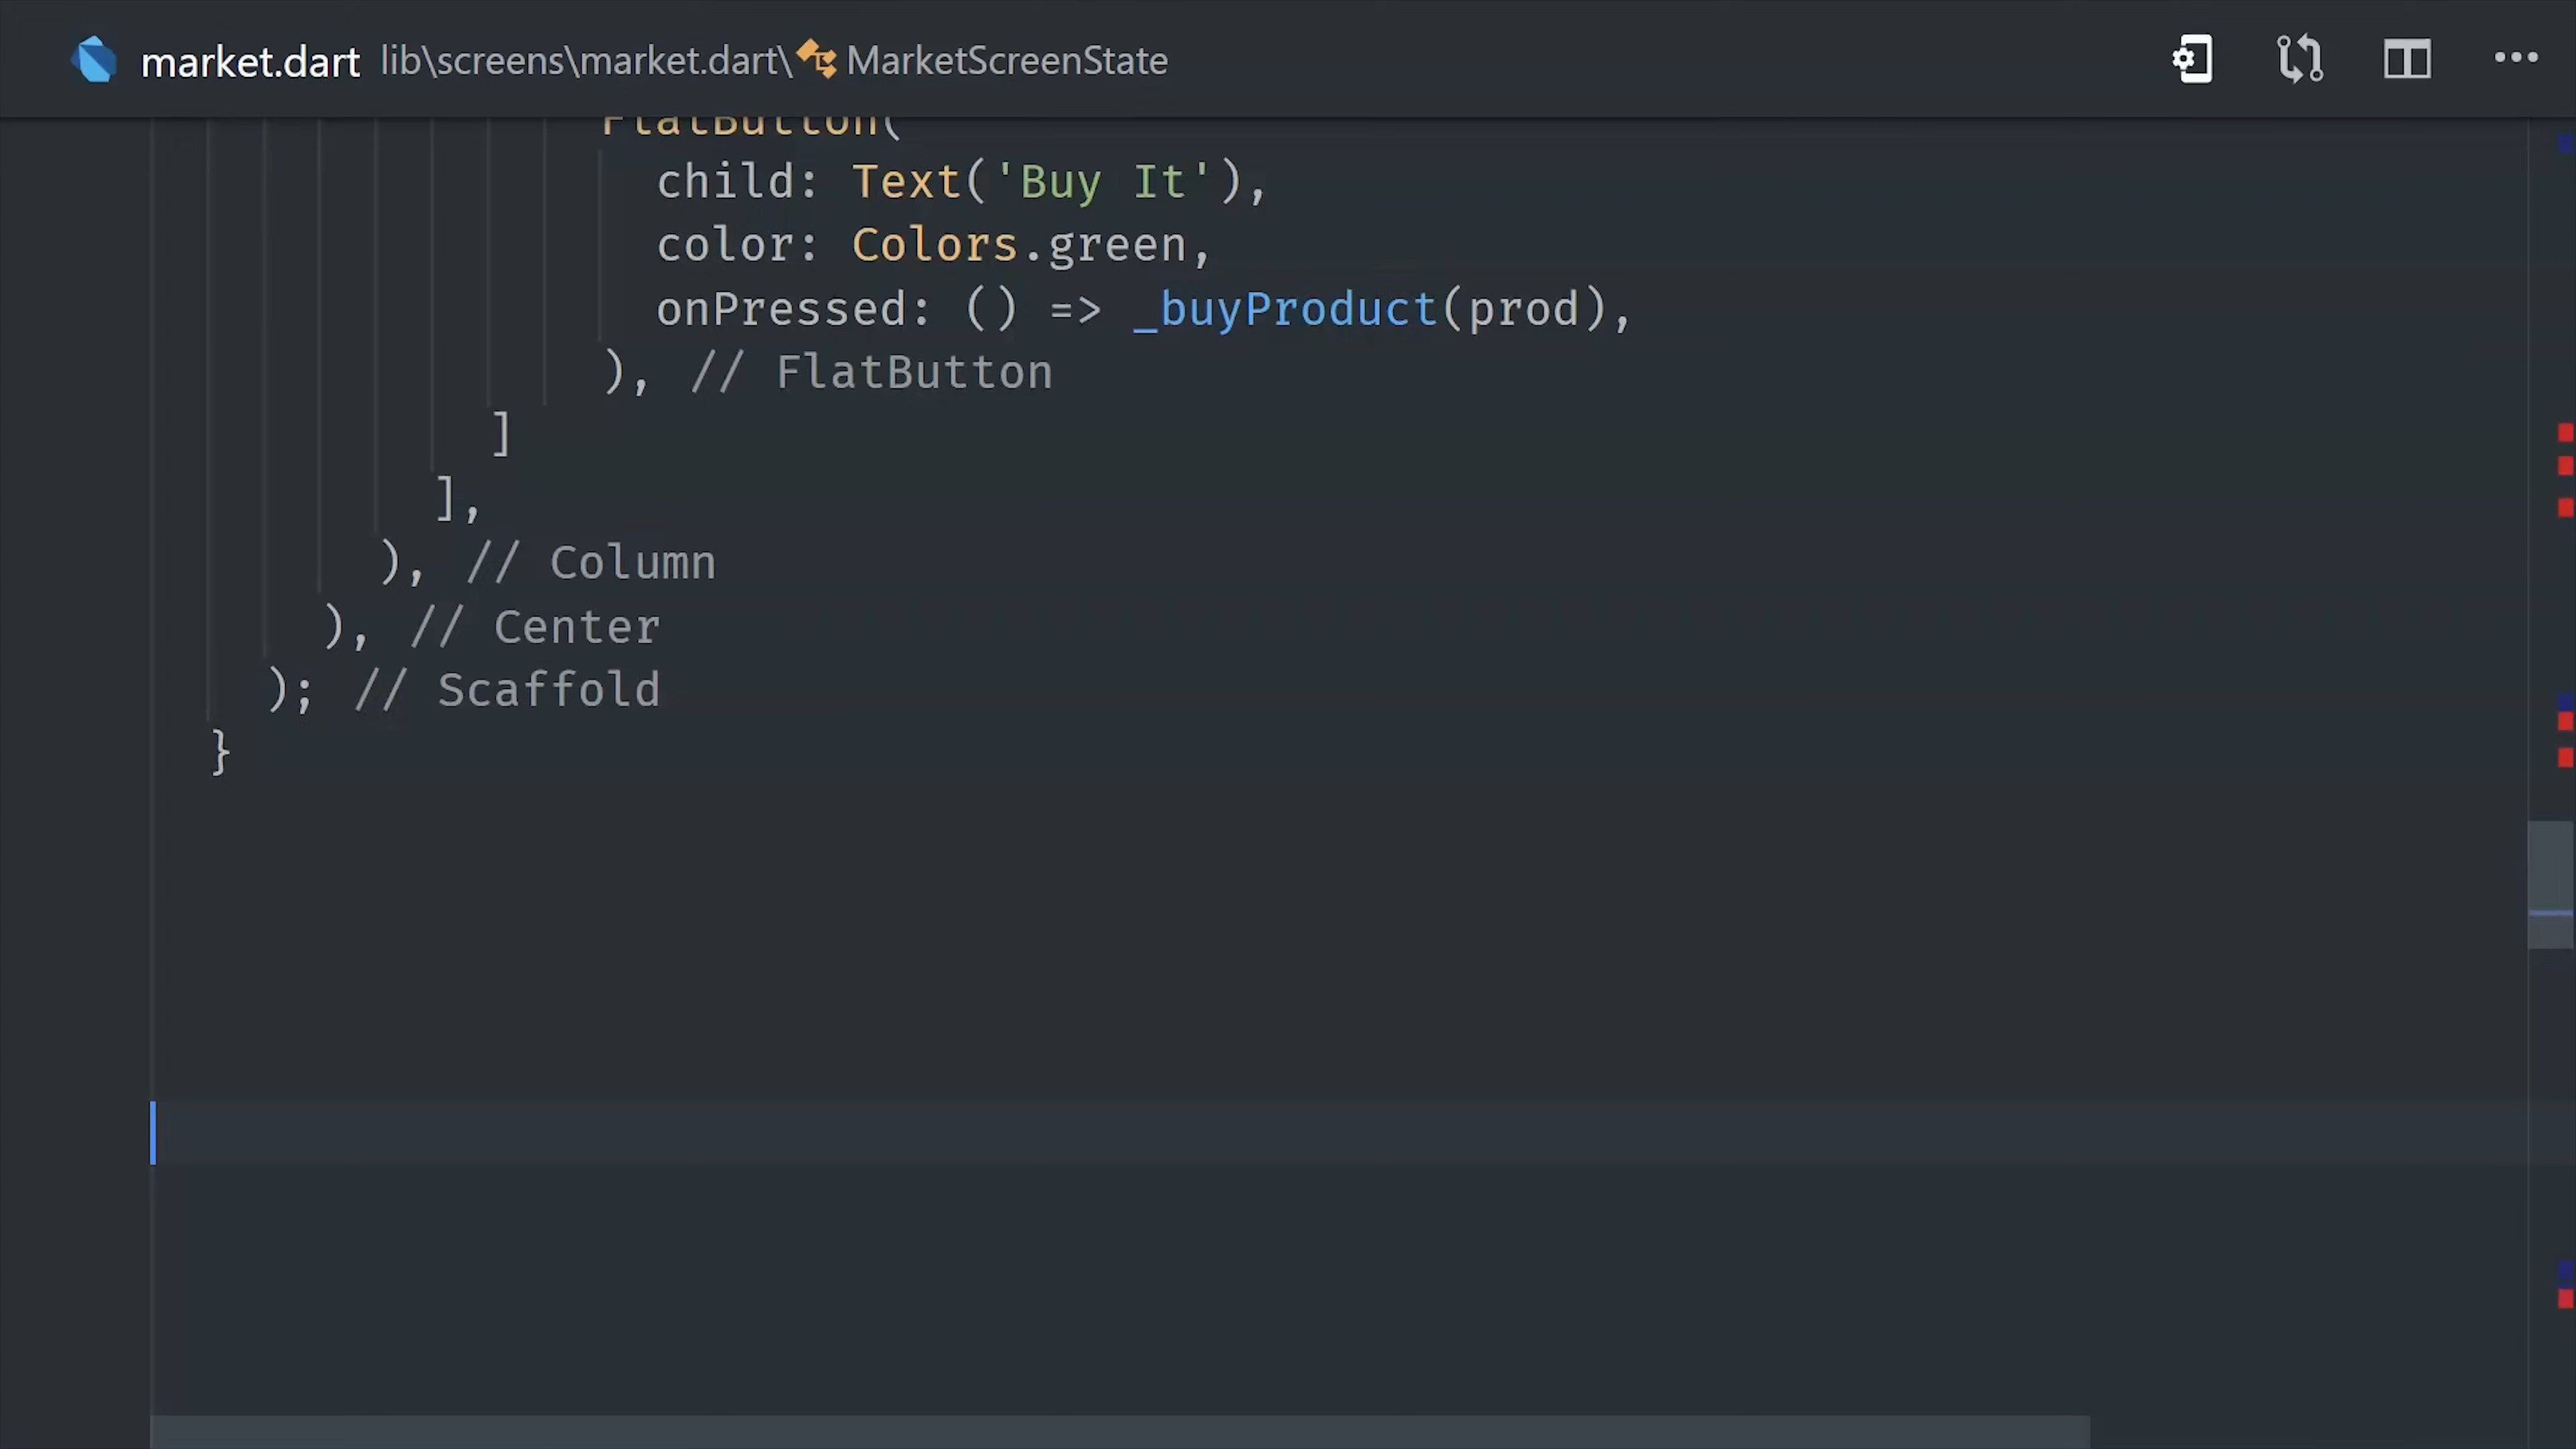 market.dart lib\screens\market.dart\ MarketScreenState
FlatButton(
child: Text('Buy It'),
color: Colors.green,
onPressed: () => _buyProduct(prod),
), // FlatButton
]
],
), // Column
), // Center
); // Scaffold
}